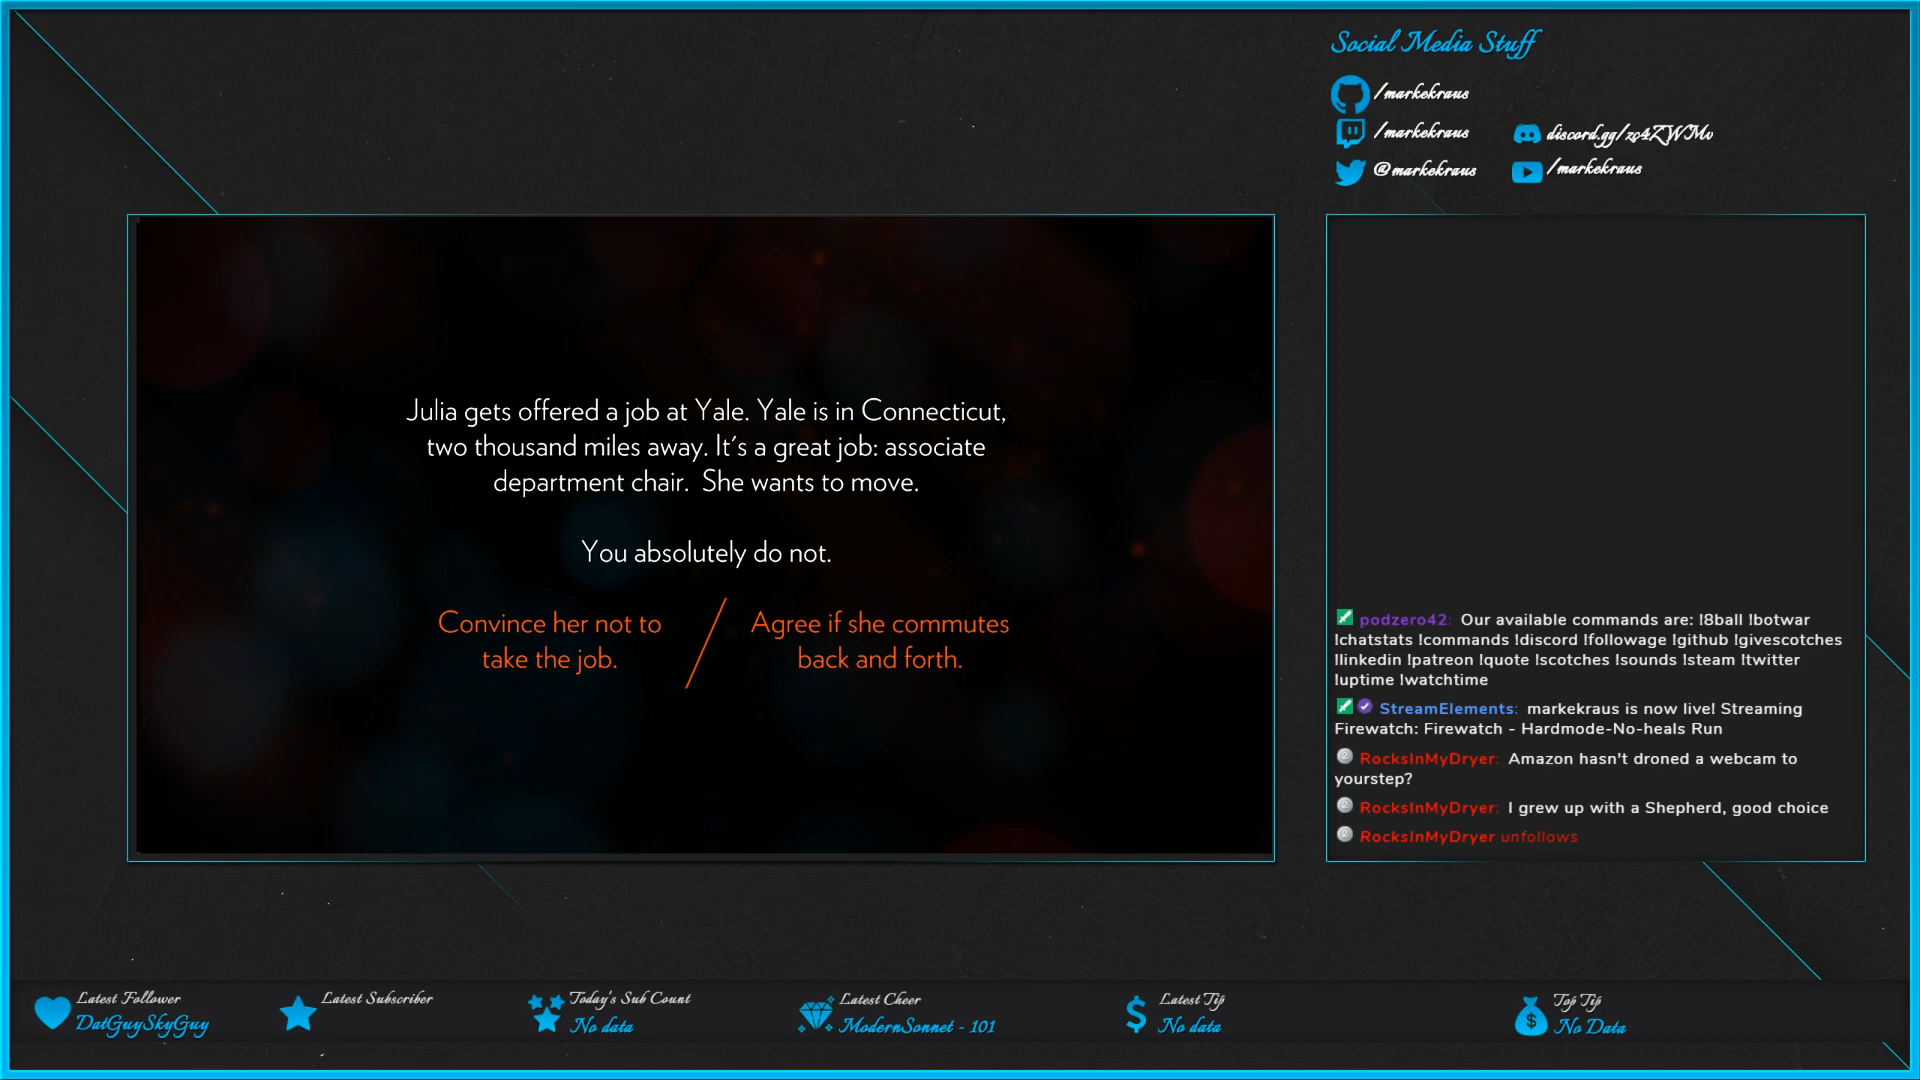 Social Media Stuff
/markekraus
/markekraus
discord.gg/zc4ZWMv
@markekraus
/markekraus
Julia gets offered a job at Yale. Yale is in Connecticut,
two thousand miles away. It's a great job: associate
department chair.  She wants to move.
You absolutely do not.
Convince her not to
take the job.
/
Agree if she commutes
back and forth.
podzero42: Our available commands are: !8ball !botwar
!chatstats !commands !discord !followage !github !givescotches
!linkedin !patreon !quote !scotches !sounds !steam !twitter
!uptime !watchtime
StreamElements: markekraus is now live! Streaming
Firewatch: Firewatch - Hardmode-No-heals Run
RocksInMyDryer: Amazon hasn't droned a webcam to
yourstep?
RocksInMyDryer: I grew up with a Shepherd, good choice
RocksInMyDryer unfollows
Latest Follower
DatGuySkyGuy
Latest Subscriber
Today's Sub Count
No data
Latest Cheer
ModernSonnet - 101
Latest Tip
No data
Top Tip
No Data